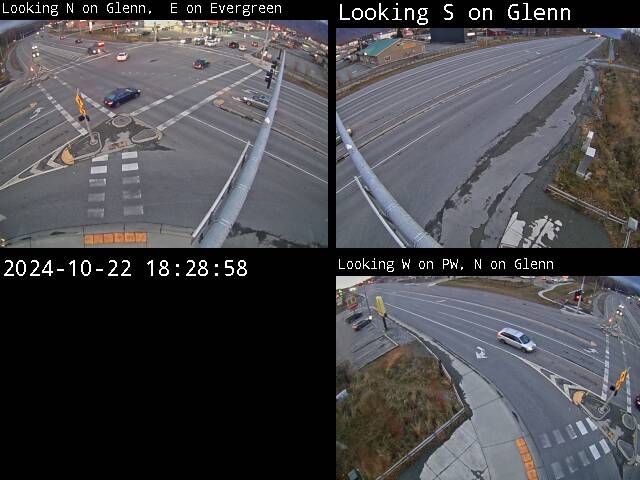 Looking N on Glenn, E on Evergreen
Looking S on Glenn
2024-10-22 18:28:58
Looking W on PW, N on Glenn